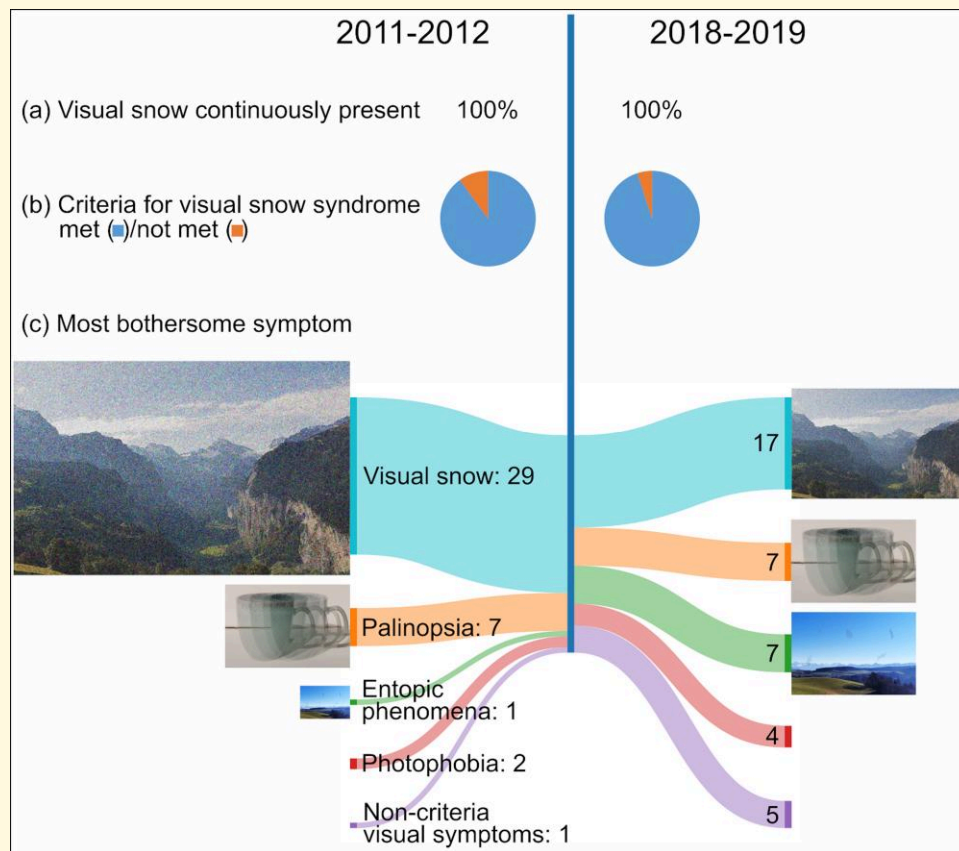 2011-2012 2018-2019
(a) Visual snow continuously present 100% 100%
(b) Criteria for visual snow syndrome
met (■)/not met (■)
(c) Most bothersome symptom
Visual snow: 29
17
Palinopsia: 7
7
Entopic
phenomena: 1
7
Photophobia: 2
4
Non-criteria
visual symptoms: 1
5